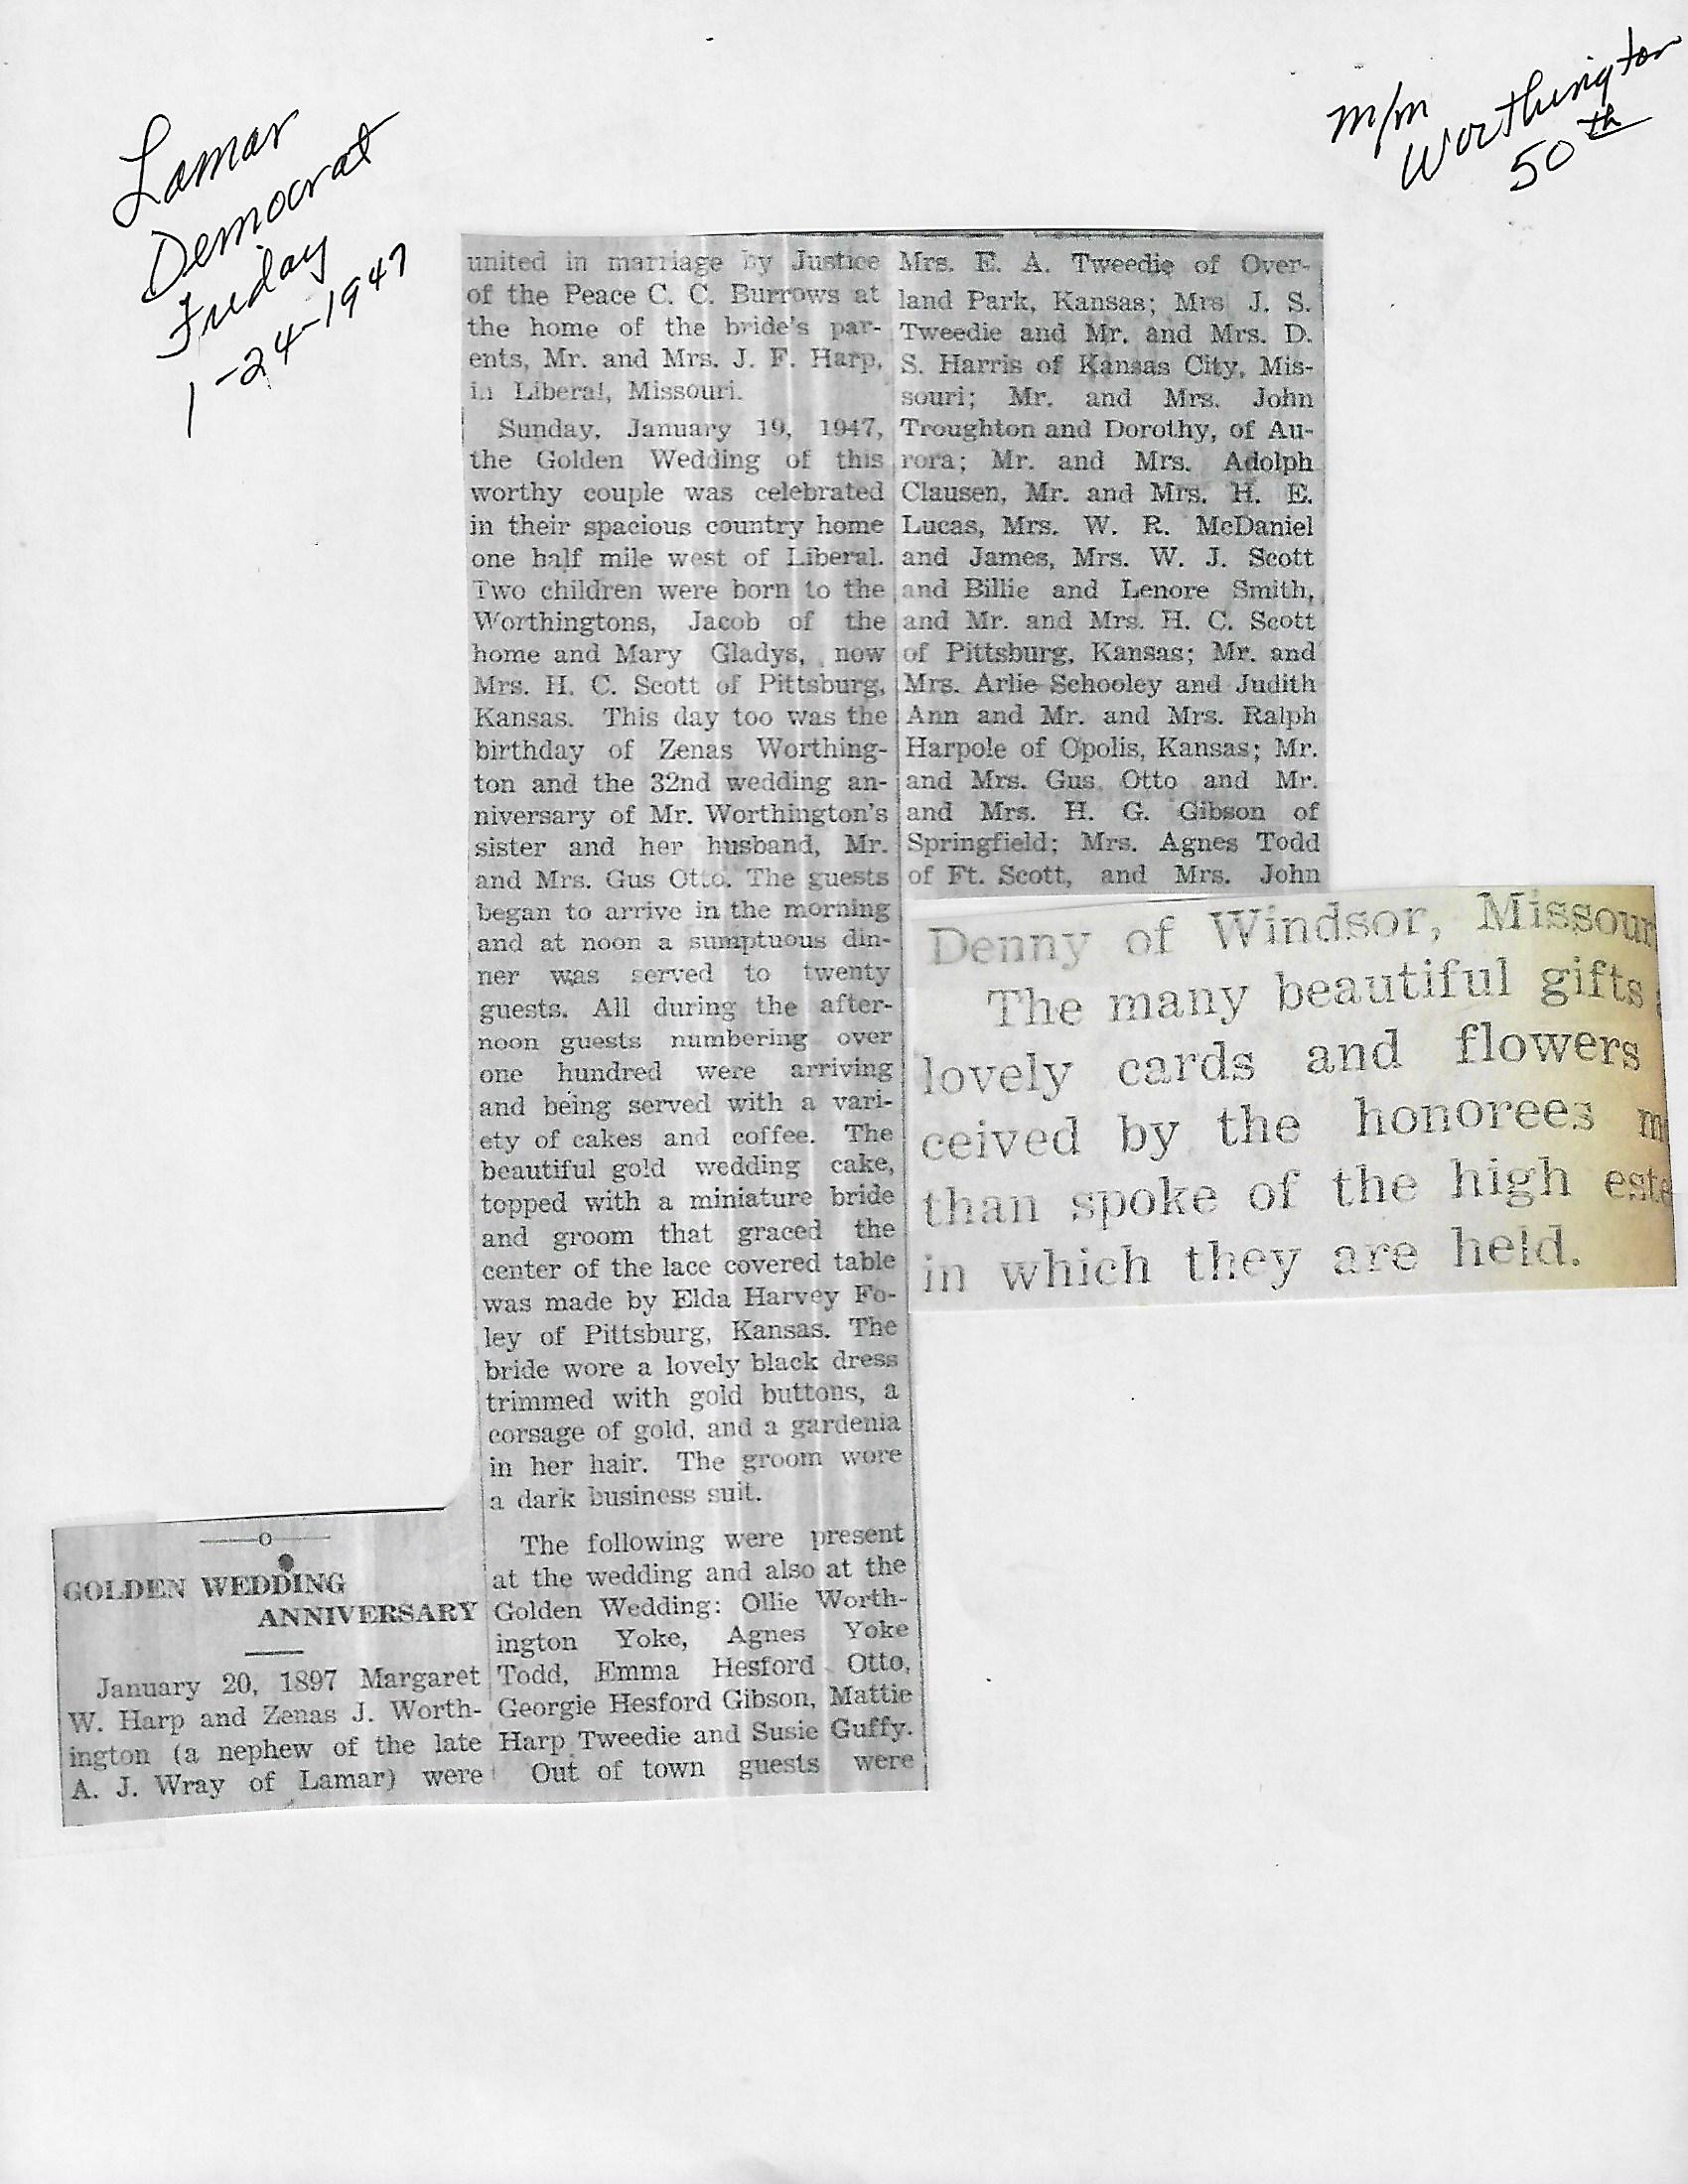 Lamar
Democrat
Friday
1-24-1947
m/m
Worthington
50th
GOLDEN WEDDING
ANNIVERSARY
January 20, 1897 Margaret
W. Harp and Zenas J. Worth-
ington (a nephew of the late
A. J. Wray of Lamar) were
united in marriage by Justice
of the Peace C. C. Burrows at
the home of the bride's par-
ents, Mr. and Mrs. J. F. Harp,
in Liberal, Missouri.
Sunday, January 19, 1947,
the Golden Wedding of this
worthy couple was celebrated
in their spacious country home
one half mile west of Liberal.
Two children were born to the
Worthingtons, Jacob of the
home and Mary Gladys, now
Mrs. H. C. Scott of Pittsburg,
Kansas. This day too was the
birthday of Zenas Worthing-
ton and the 32nd wedding an-
niversary of Mr. Worthington's
sister and her husband, Mr.
and Mrs. Gus Otto. The guests
began to arrive in the morning
and at noon a sumptuous din-
ner was served to twenty
guests. All during the after-
noon guests numbering over
one hundred were arriving
and being served with a vari-
ety of cakes and coffee. The
beautiful gold wedding cake,
topped with a miniature bride
and groom that graced the
center of the lace covered table
was made by Elda Harvey Fo-
ley of Pittsburg, Kansas. The
bride wore a lovely black dress
trimmed with gold buttons, a
corsage of gold, and a gardenia
in her hair. The groom wore
a dark business suit.
The following were present
at the wedding and also at the
Golden Wedding: Ollie Worth-
ington Yoke, Agnes Yoke
Todd, Emma Hesford Otto,
Georgie Hesford Gibson, Mattie
Harp Tweedie and Susie Guffy.
Out of town guests were
Mrs. E. A. Tweedie of Over-
land Park, Kansas; Mrs J. S.
Tweedie and Mr. and Mrs. D.
S. Harris of Kansas City, Mis-
souri; Mr. and Mrs. John
Troughton and Dorothy, of Au-
rora; Mr. and Mrs. Adolph
Clausen, Mr. and Mrs. H. E.
Lucas, Mrs. W. R. McDaniel
and James, Mrs. W. J. Scott
and Billie and Lenore Smith,
and Mr. and Mrs. H. C. Scott
of Pittsburg, Kansas; Mr. and
Mrs. Arlie Schooley and Judith
Ann and Mr. and Mrs. Ralph
Harpole of Opolis, Kansas; Mr.
and Mrs. Gus Otto and Mr.
and Mrs. H. G. Gibson of
Springfield; Mrs. Agnes Todd
of Ft. Scott, and Mrs. John
Denny of Windsor, Missour
The many beautiful gifts
lovely cards and flowers
ceived by the honorees m
than spoke of the high este
in which they are held.